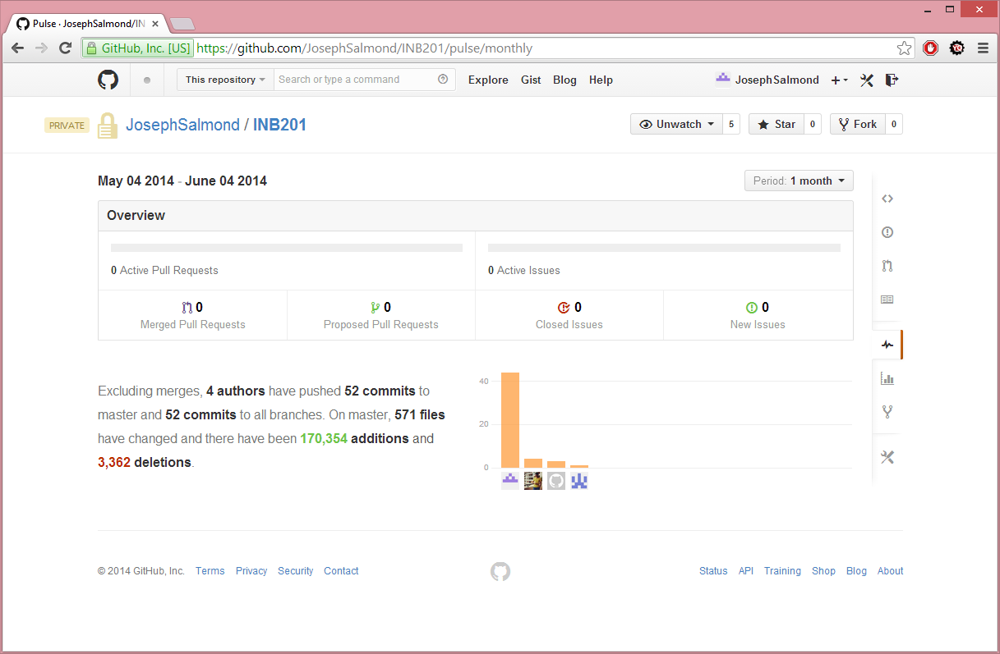 Pulse · JosephSalmond/IN
GitHub, Inc. [US] https://github.com/JosephSalmond/INB201/pulse/monthly
This repository Search or type a command Explore Gist Blog Help JosephSalmond
PRIVATE JosephSalmond / INB201 Unwatch 5 Star 0 Fork 0
May 04 2014 - June 04 2014 Period: 1 month
Overview
0 Active Pull Requests 0 Active Issues
0 0 0 0
Merged Pull Requests Proposed Pull Requests Closed Issues New Issues
Excluding merges, 4 authors have pushed 52 commits to
master and 52 commits to all branches. On master, 571 files
have changed and there have been 170,354 additions and
3,362 deletions.
40
20
0
© 2014 GitHub, Inc. Terms Privacy Security Contact Status API Training Shop Blog About